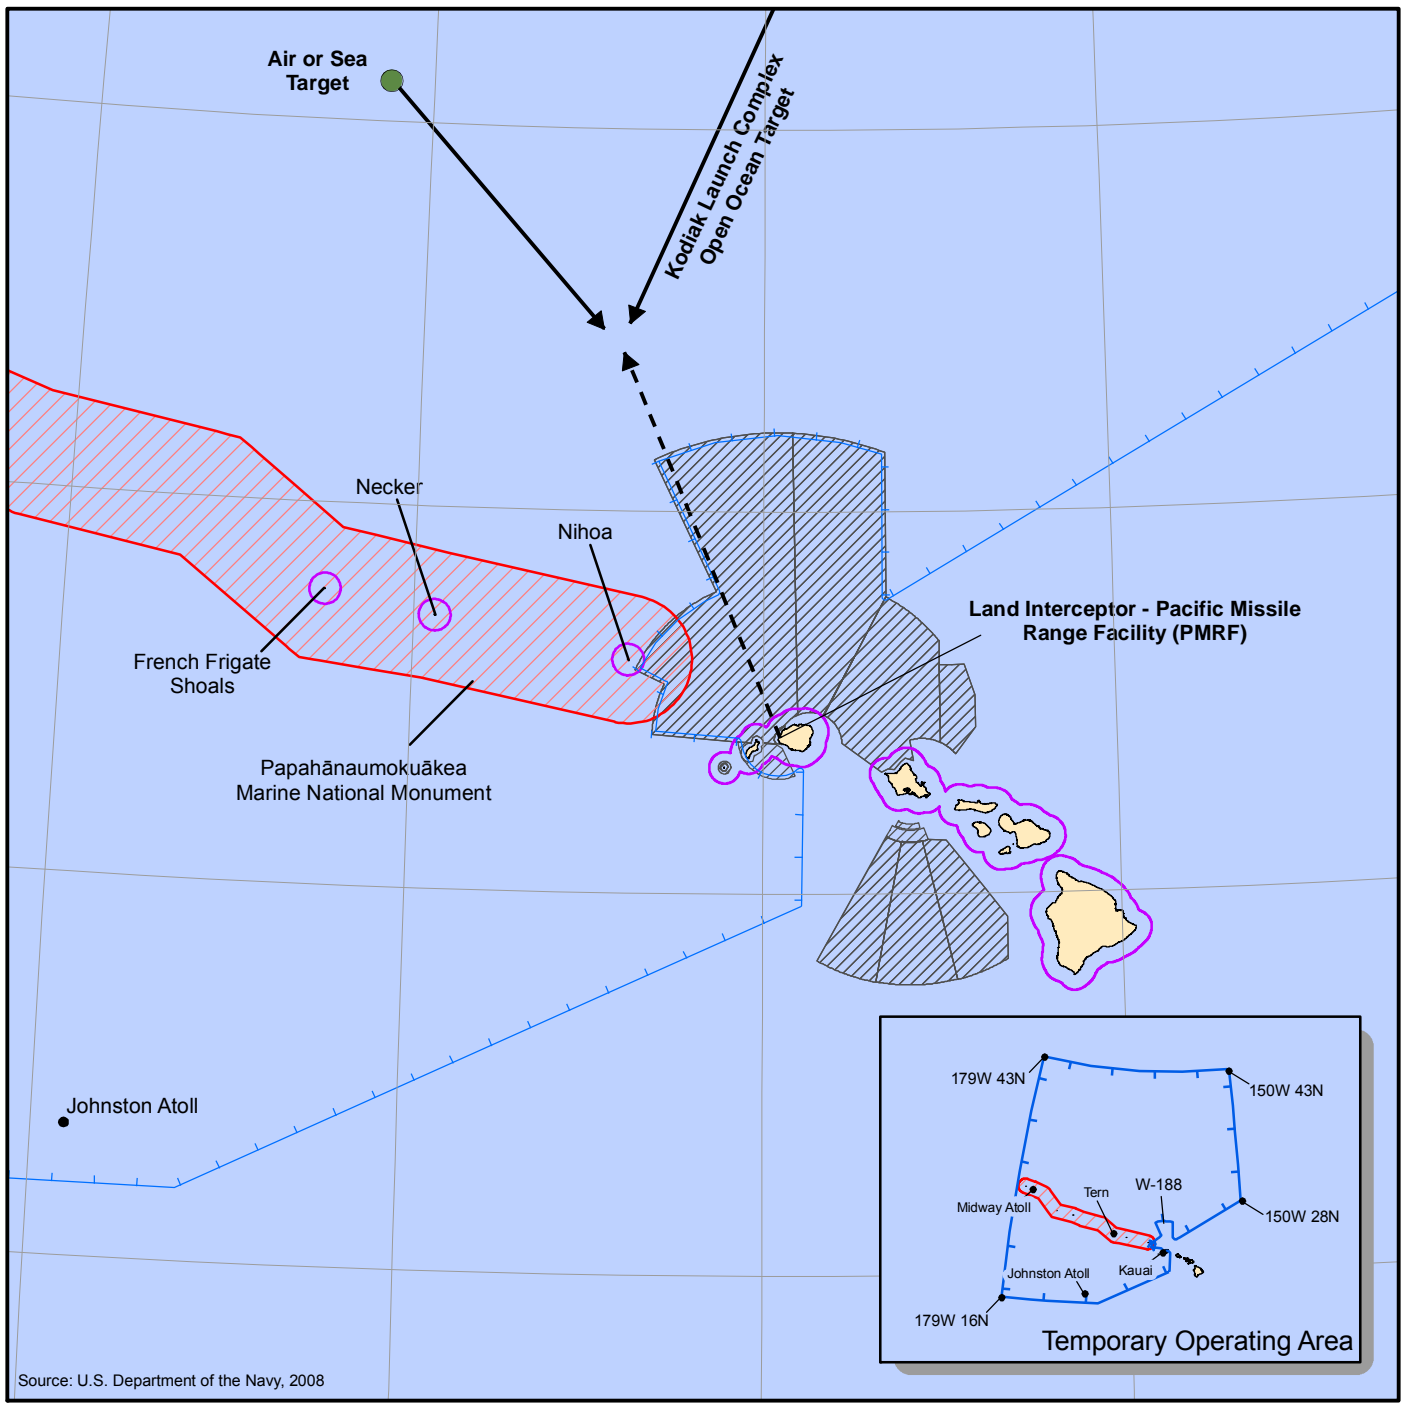 Air or Sea
Target
Kodiak Launch Complex
Open Ocean Target
Necker
Nihoa
Land Interceptor - Pacific Missile
Range Facility (PMRF)
French Frigate
Shoals
Papahānaumokuākea
Marine National Monument
Johnston Atoll
179W 43N
150W 43N
W-188
Tern
Midway Atoll
150W 28N
Kauai
Johnston Atoll
179W 16N
Temporary Operating Area
Source: U.S. Department of the Navy, 2008